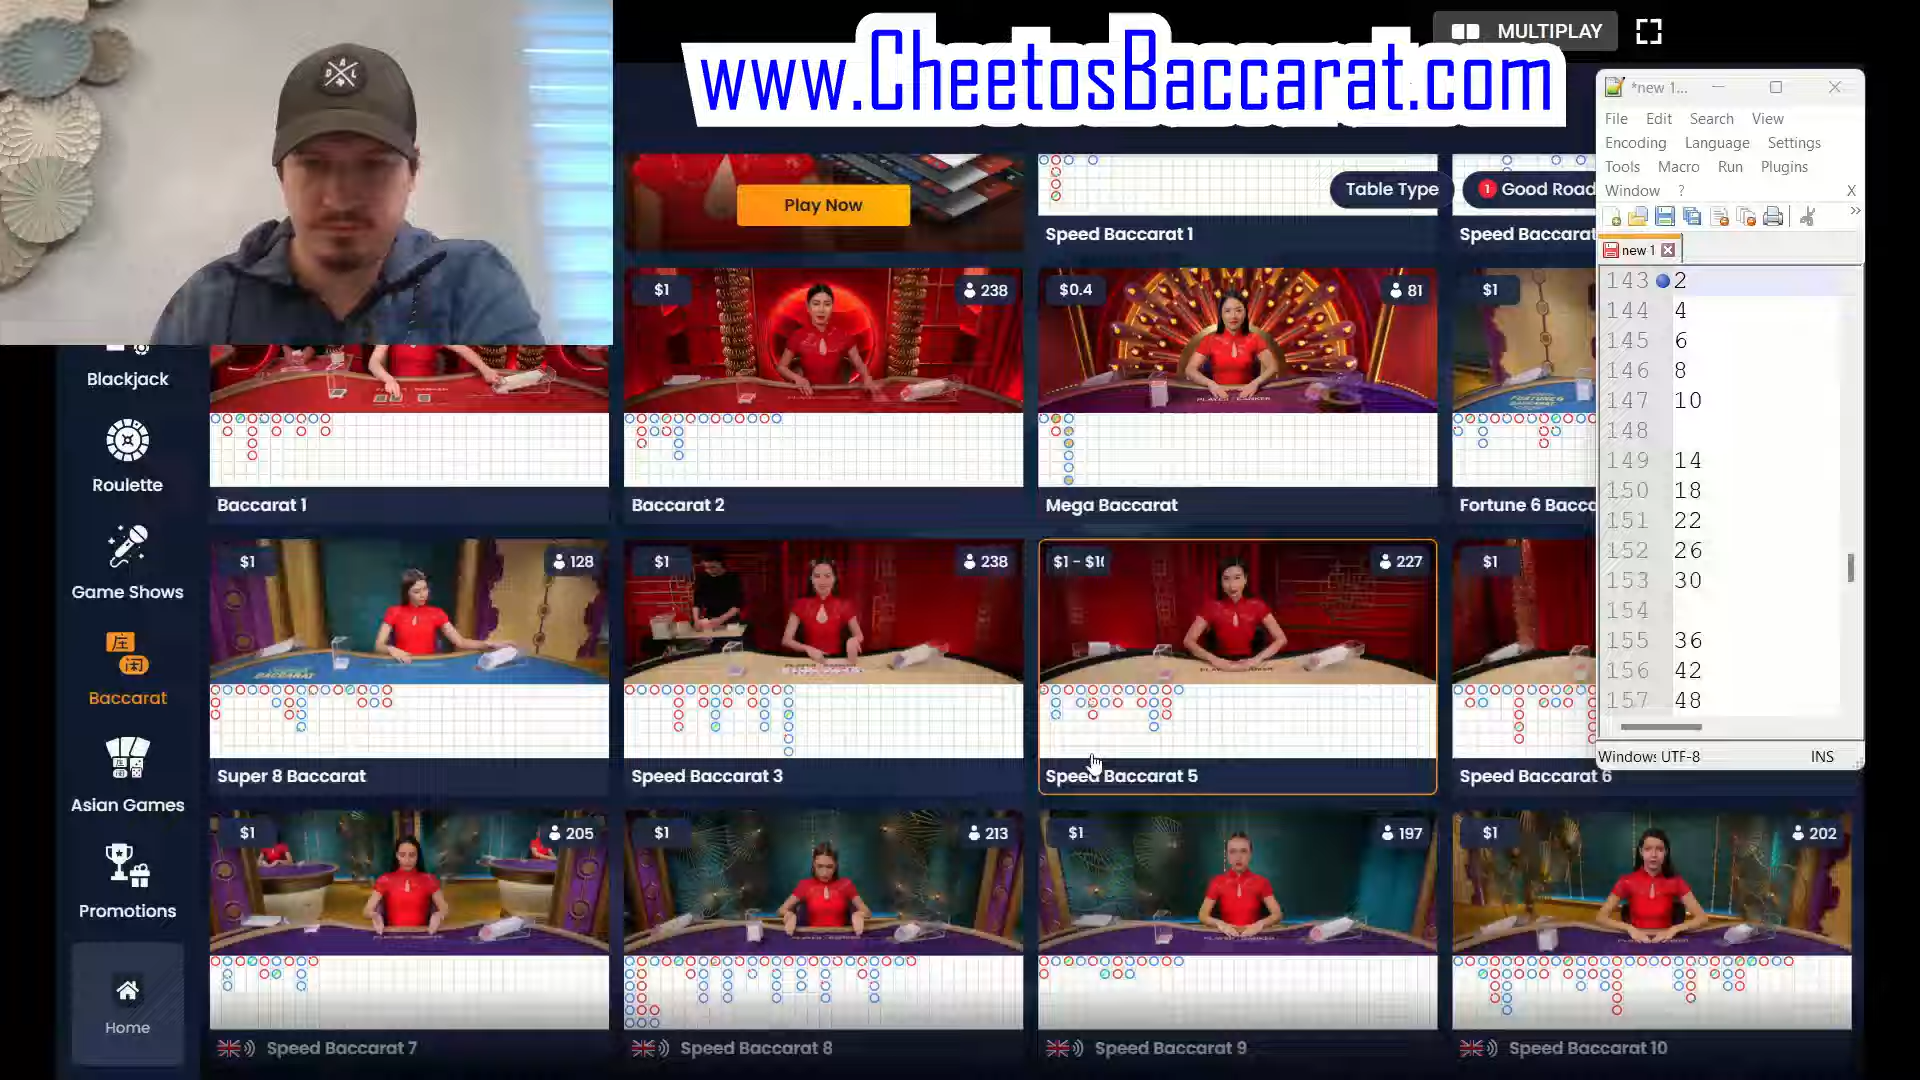 www.CheetosBaccarat.com
MULTIPLAY
Table Type
1 Good Road
Play Now
Speed Baccarat 1
Speed Baccarat
$1
238
$0.4
81
$1
Blackjack
Baccarat 1
Baccarat 2
Mega Baccarat
Fortune 6 Bacc
Roulette
$1
128
$1
238
$1 - $1
227
$1
Game Shows
庄
闲
Baccarat
Super 8 Baccarat
Speed Baccarat 3
Speed Baccarat 5
Speed Baccarat 6
Asian Games
$1
205
$1
213
$1
197
$1
202
Promotions
Home
Speed Baccarat 7
Speed Baccarat 8
Speed Baccarat 9
Speed Baccarat 10
*new 1...
File Edit Search View
Encoding Language Settings
Tools Macro Run Plugins
Window ? X
new 1
143 2
144 4
145 6
146 8
147 10
148
149 14
150 18
151 22
152 26
153 30
154
155 36
156 42
157 48
Windows UTF-8 INS